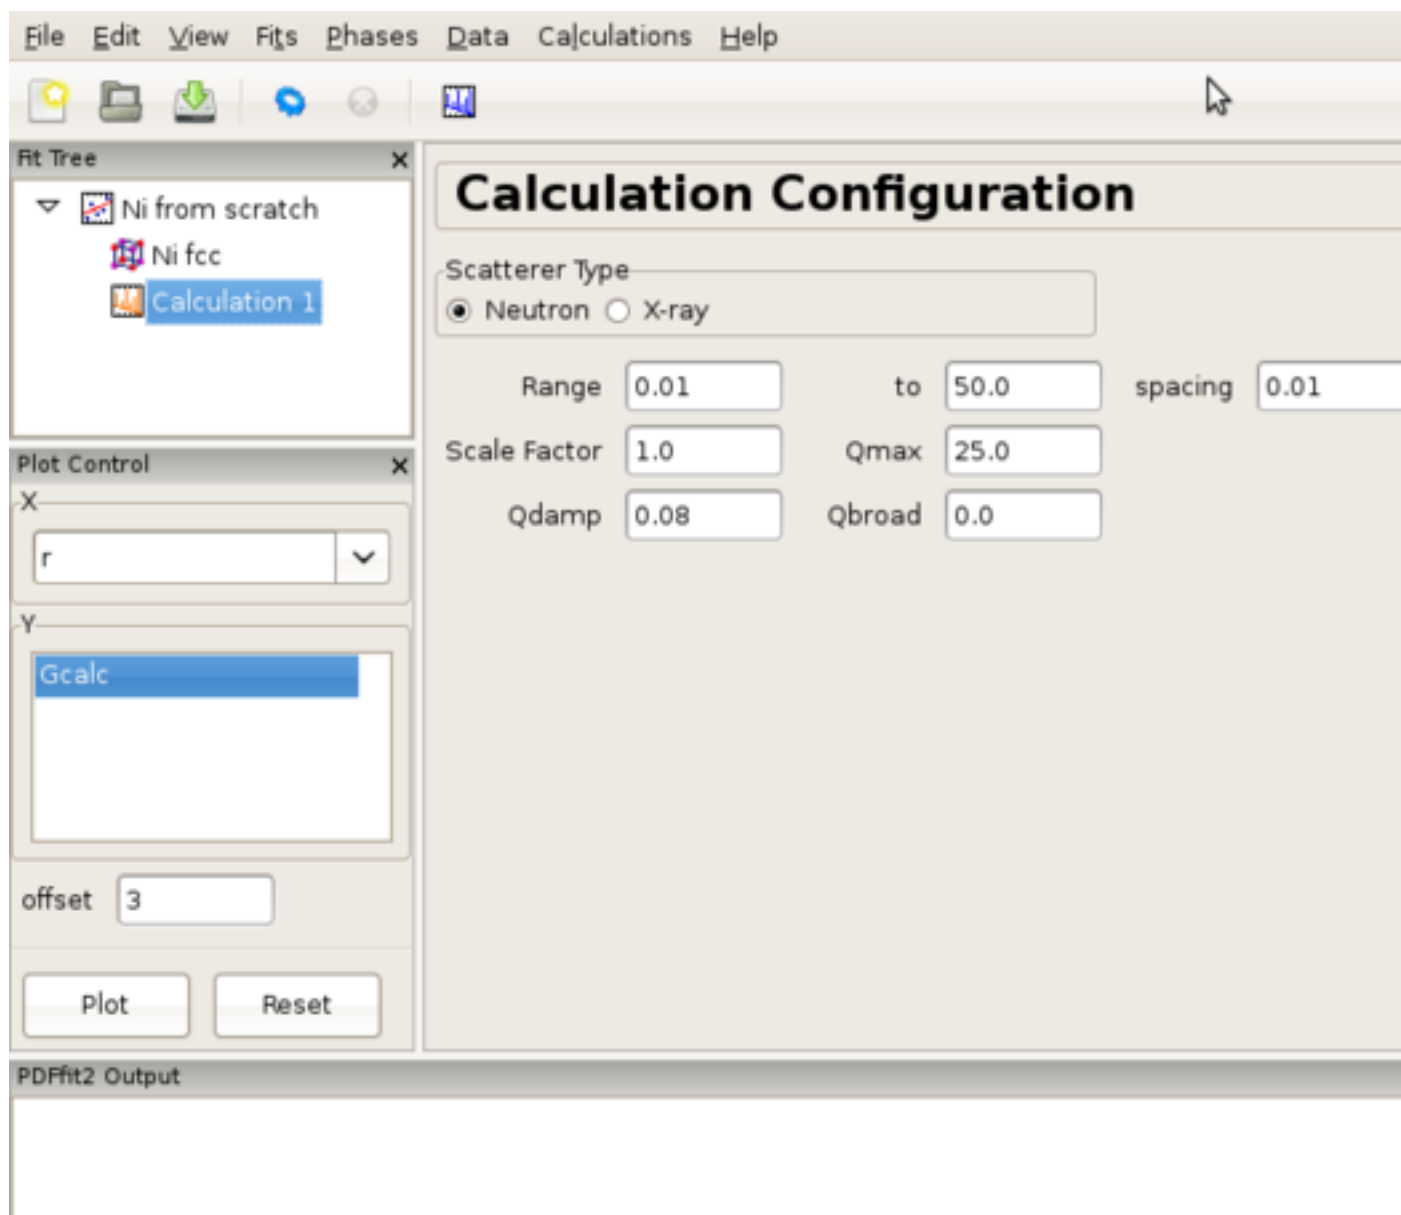 File Edit View Fits Phases Data Calculations Help
Fit Tree
Ni from scratch
Ni fcc
Calculation 1
Calculation Configuration
Scatterer Type
Neutron X-ray
Range 0.01 to 50.0 spacing 0.01
Scale Factor 1.0 Qmax 25.0
Qdamp 0.08 Qbroad 0.0
Plot Control
X
r
Y
Gcalc
offset 3
Plot Reset
PDFfit2 Output